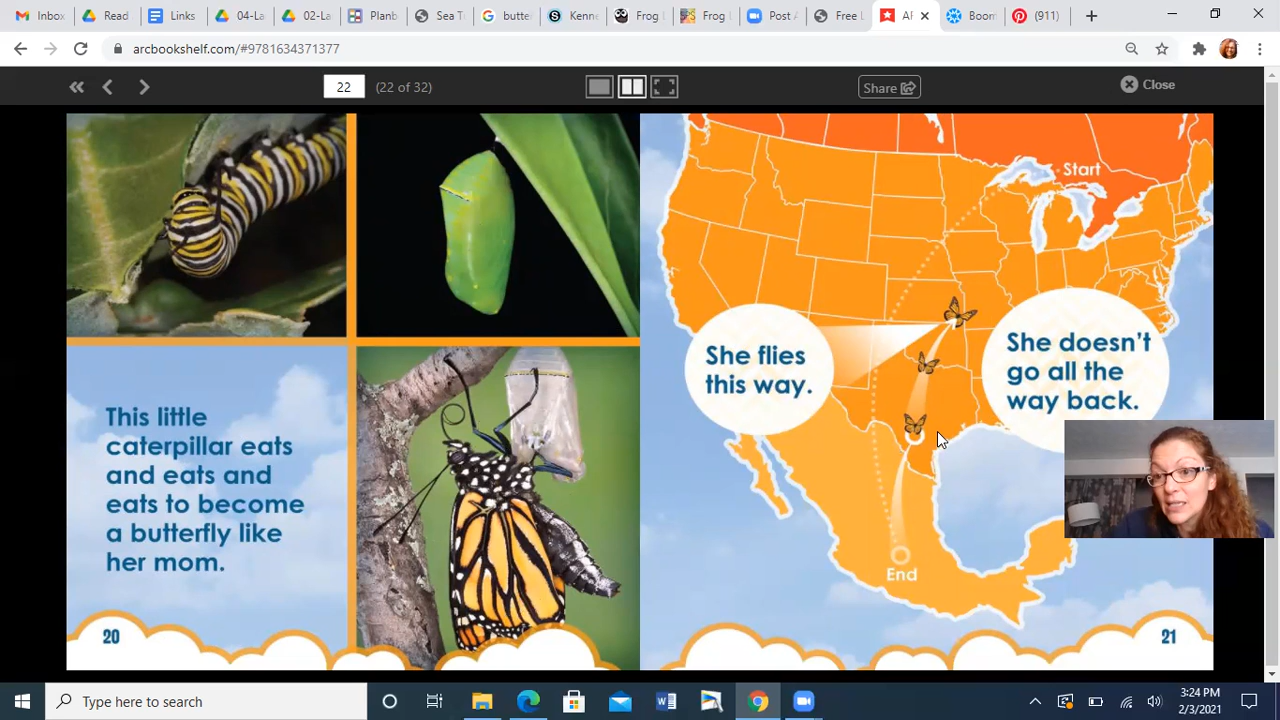 Inbox
Read
Links
04-La
02-La
Planb
Sea T
butte
Kenne
Frog L
Frog L
Post A
Free L
AF
Boom
(911)
arcbookshelf.com/#9781634371377
22
(22 of 32)
Share
Close
This little
caterpillar eats
and eats and
eats to become
a butterfly like
her mom.
20
Start
She flies
this way.
She doesn't
go all the
way back.
End
21
Type here to search
3:24 PM
2/3/2021